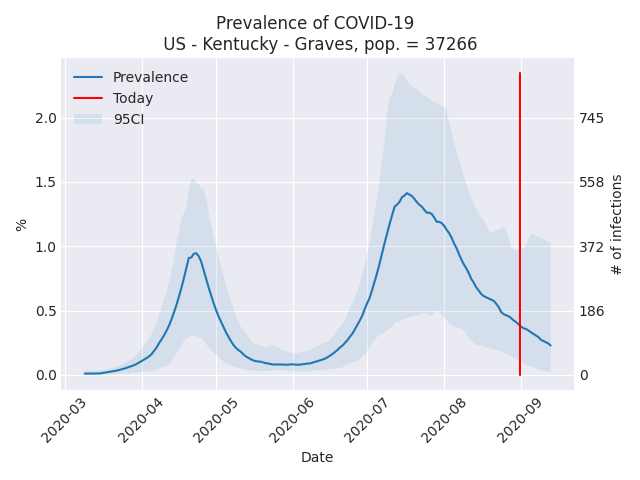 Prevalence of COVID-19
US - Kentucky - Graves, pop. = 37266
Prevalence
Today
95CI
2.0
1.5
1.0
0.5
0.0
%
745
558
372
186
0
# of infections
2020-03
2020-04
2020-05
2020-06
2020-07
2020-08
2020-09
Date